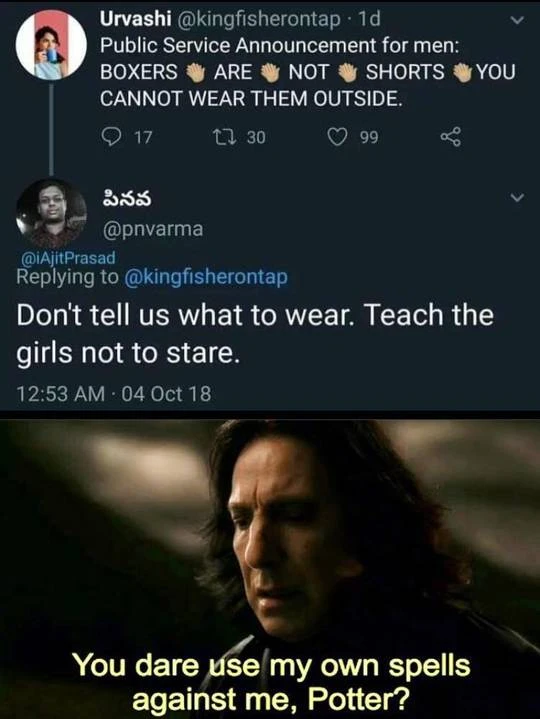 Urvashi @kingfisherontap · 1d
Public Service Announcement for men:
BOXERS 👏🏼 ARE 👏🏼 NOT 👏🏼 SHORTS 👏🏼 YOU
CANNOT WEAR THEM OUTSIDE.
17 30 99
పినవ
@pnvarma
@iAjitPrasad
Replying to @kingfisherontap
Don't tell us what to wear. Teach the
girls not to stare.
12:53 AM · 04 Oct 18
You dare use my own spells
against me, Potter?